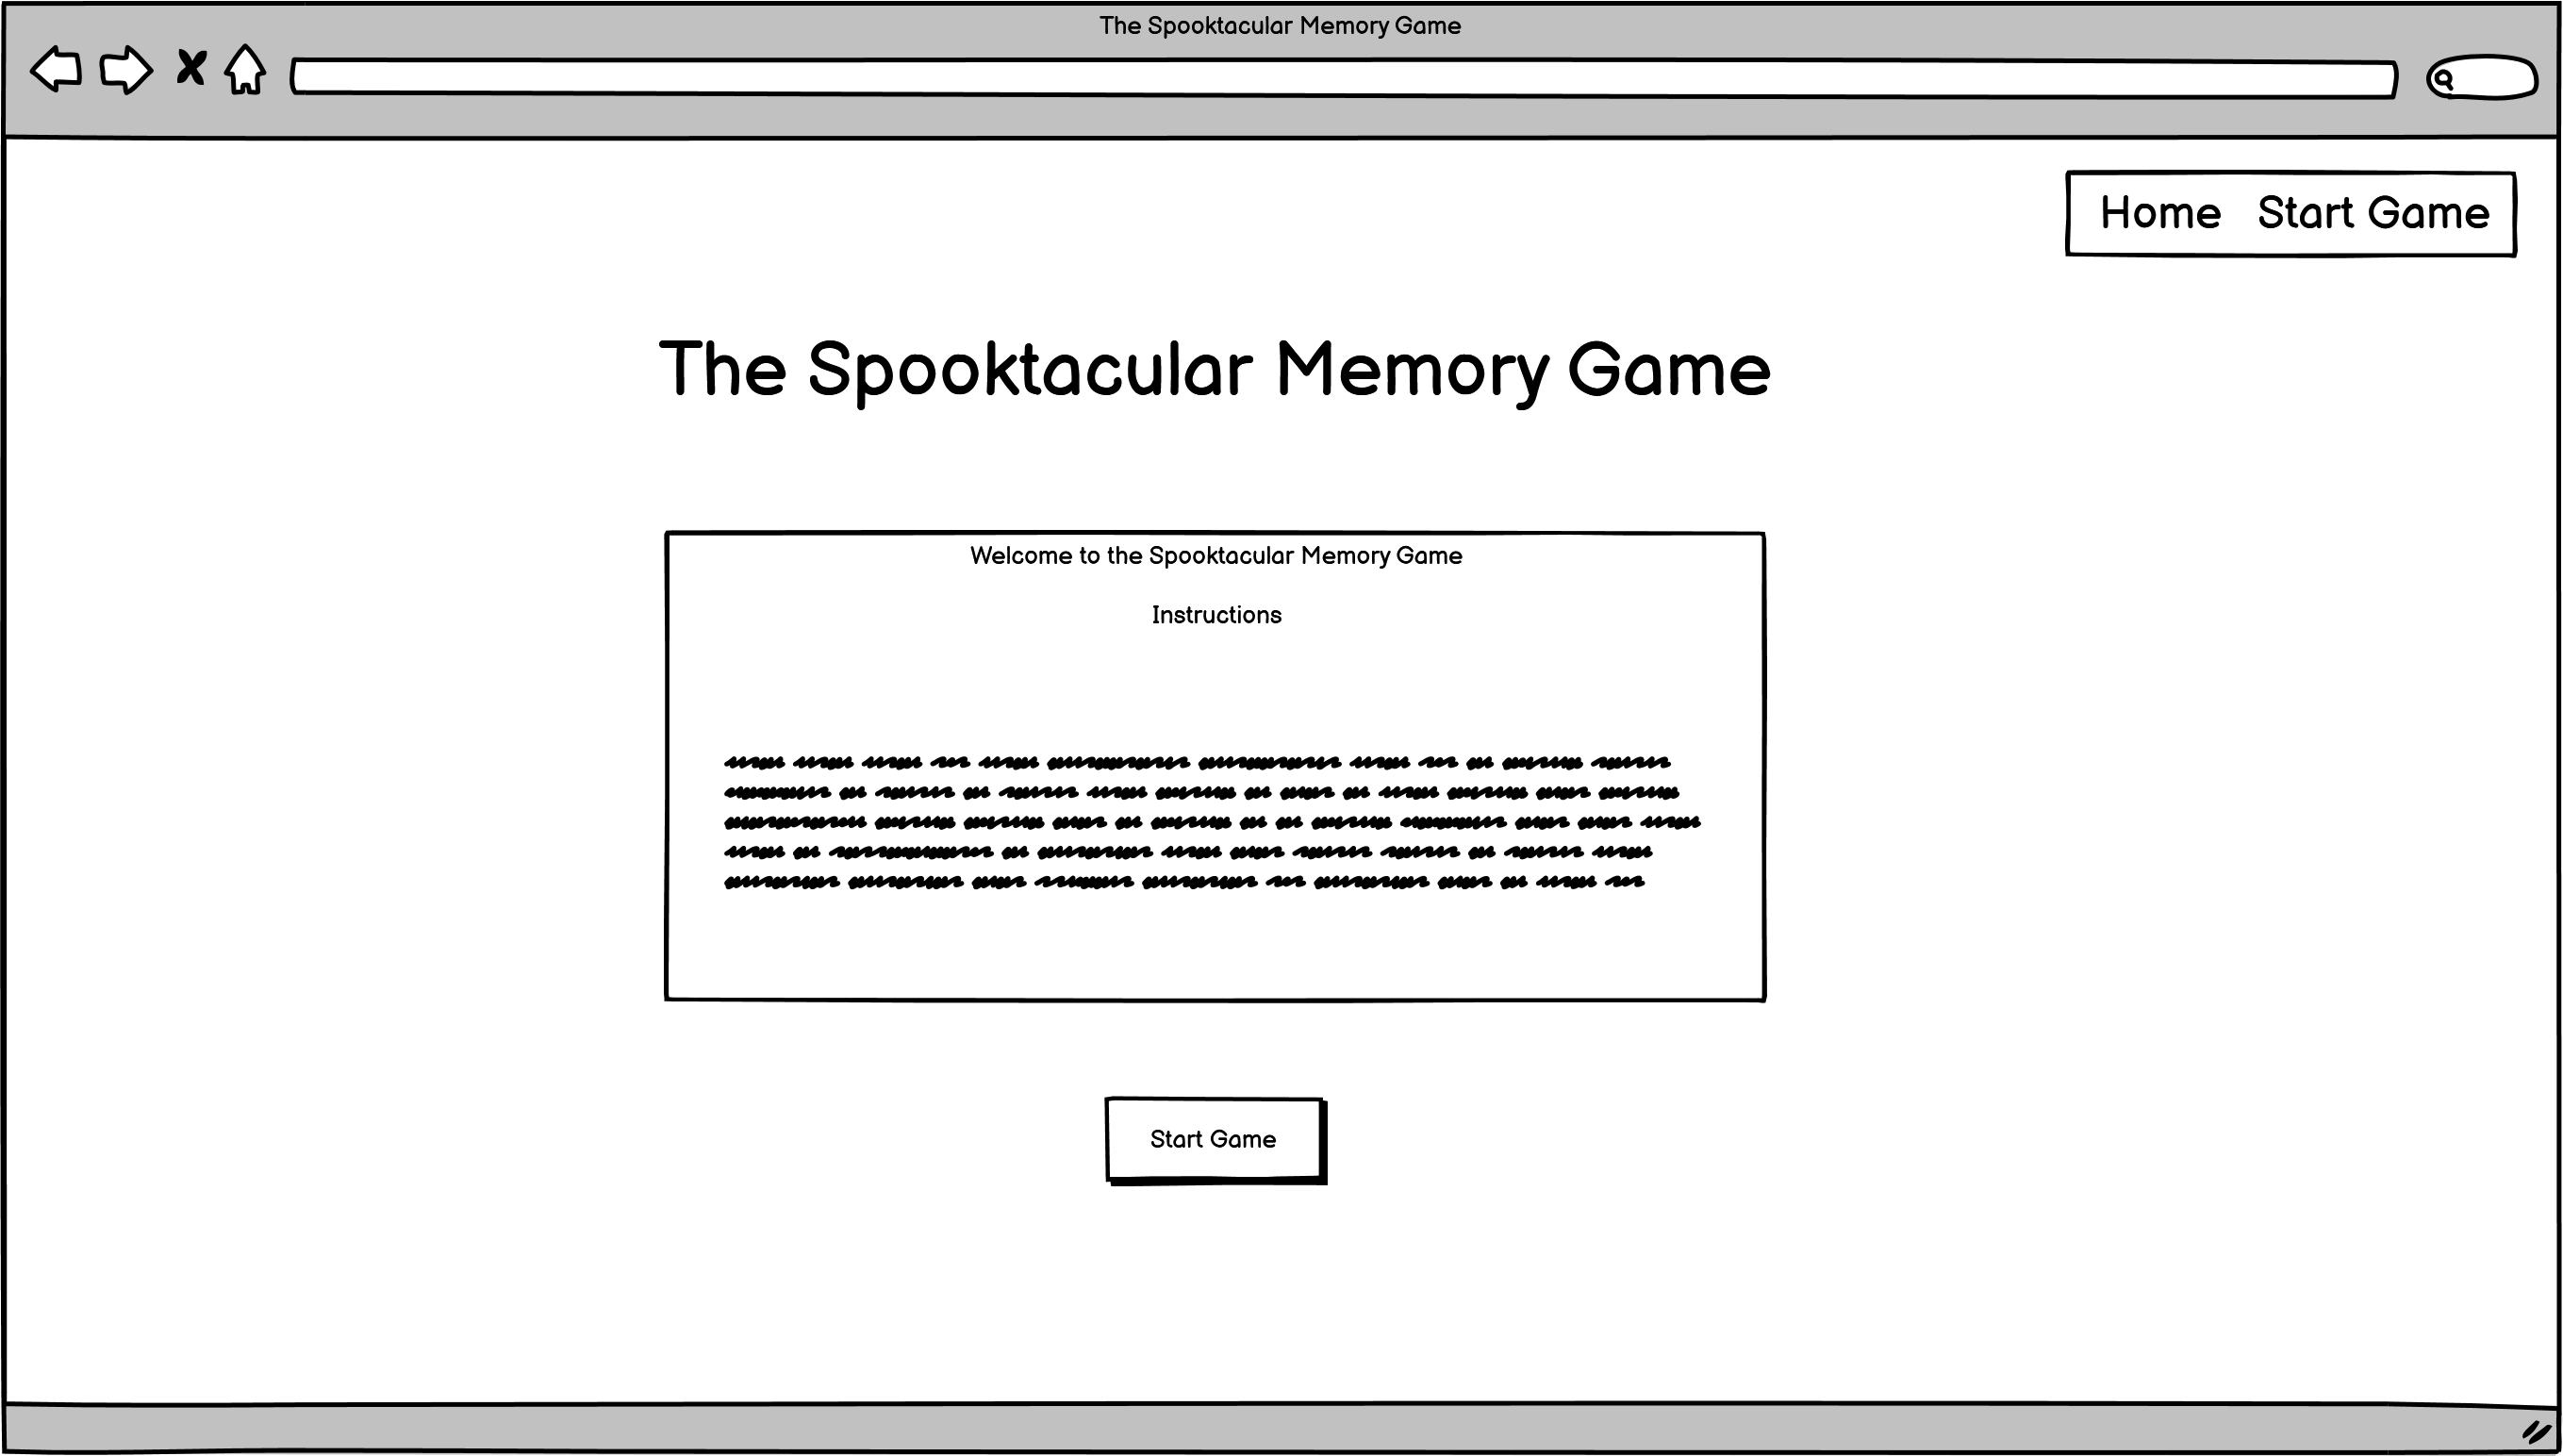 The Spooktacular Memory Game
Home Start Game
The Spooktacular Memory Game
Welcome to the Spooktacular Memory Game
Instructions
Start Game